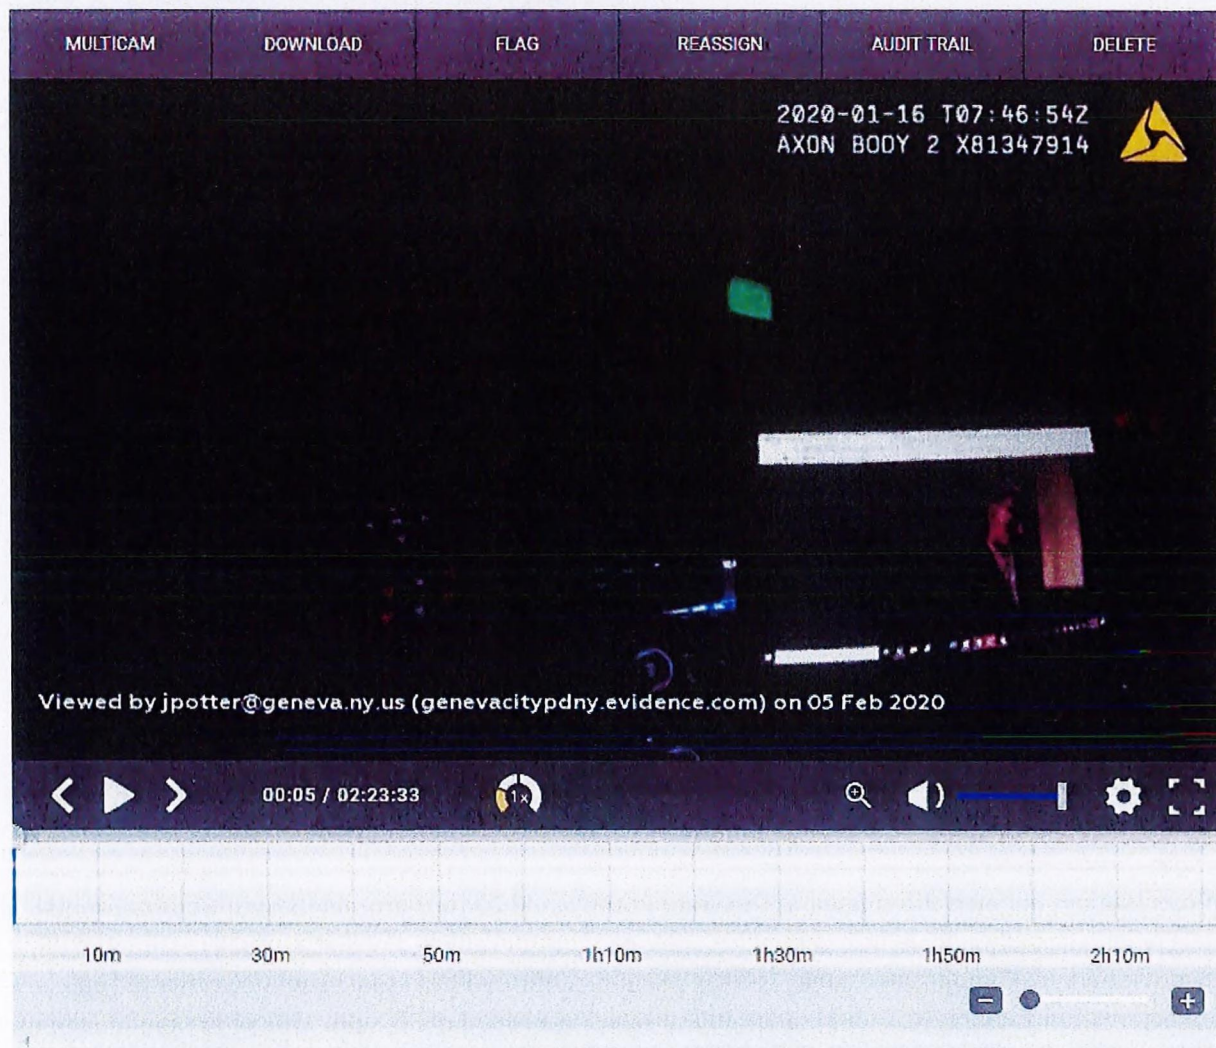 MULTICAM DOWNLOAD FLAG REASSIGN AUDIT TRAIL DELETE
2020-01-16 T07:46:54Z
AXON BODY 2 X81347914
Viewed by jpotter@geneva.ny.us (genevacitypdny.evidence.com) on 05 Feb 2020
00:05 / 02:23:33 1x
10m 30m 50m 1h10m 1h30m 1h50m 2h10m